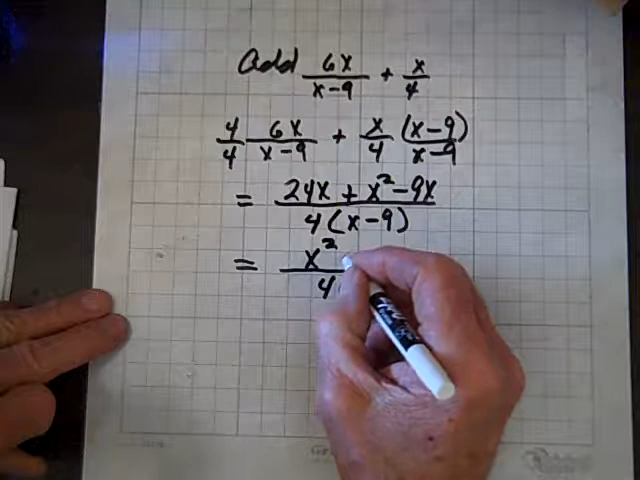 Add 6x/(x-9) + x/4
4/4 6x/(x-9) + x/4 (x-9)/(x-9)
= (24x + x² - 9x)/(4(x-9))
= x²/4